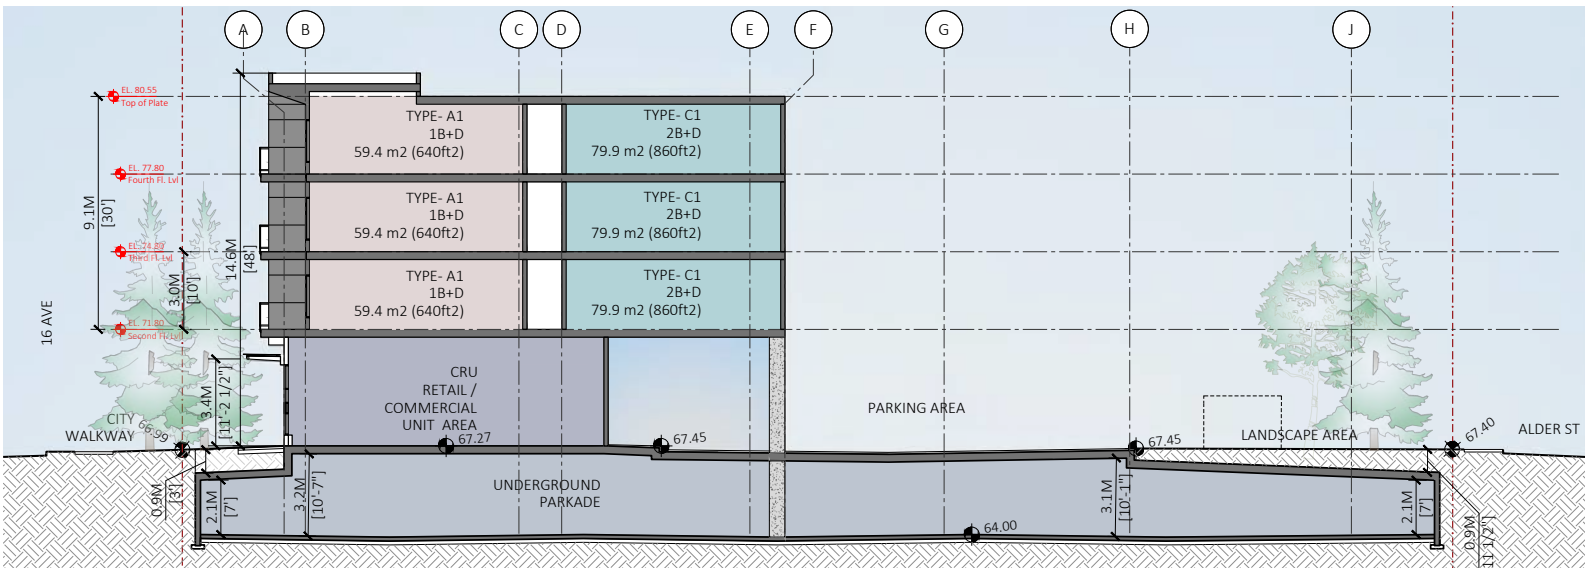 A B C D E F G H J
EL. 80.55
Top of Plate
EL. 77.80
Fourth Fl. Lvl
EL. 74.80
Third Fl. Lvl
EL. 71.80
Second Fl. Lvl
9.1M
[30']
3.0M
[10']
14.6M
[48']
TYPE- A1
1B+D
59.4 m2 (640ft2)
TYPE- C1
2B+D
79.9 m2 (860ft2)
TYPE- A1
1B+D
59.4 m2 (640ft2)
TYPE- C1
2B+D
79.9 m2 (860ft2)
TYPE- A1
1B+D
59.4 m2 (640ft2)
TYPE- C1
2B+D
79.9 m2 (860ft2)
16 AVE
3.4M
[11'-2 1/2"]
CRU
RETAIL /
COMMERCIAL
UNIT AREA
CITY
WALKWAY
66.99
67.27
67.45
PARKING AREA
67.45
LANDSCAPE AREA
67.40
ALDER ST
0.9M
[3']
2.1M
[7']
3.2M
[10'-7"]
UNDERGROUND
PARKADE
64.00
3.1M
[10'-1"]
2.1M
[7']
0.9M
11 1/2"]